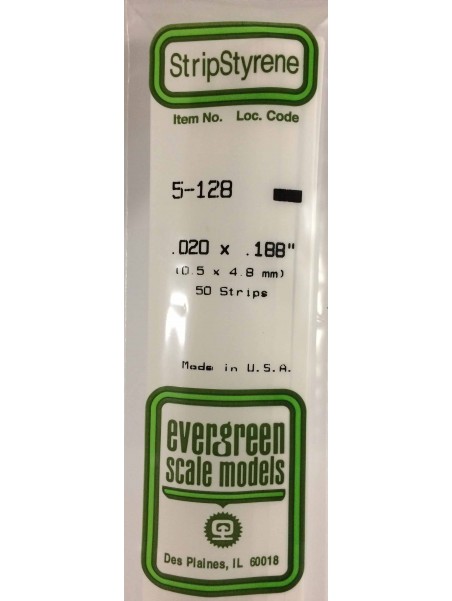 StripStyrene
Item No. Loc. Code
5-128
.020 x .188"
(0.5 x 4.8 mm)
50 Strips
Made in U.S.A.
evergreen
scale models
Des Plaines, IL 60018